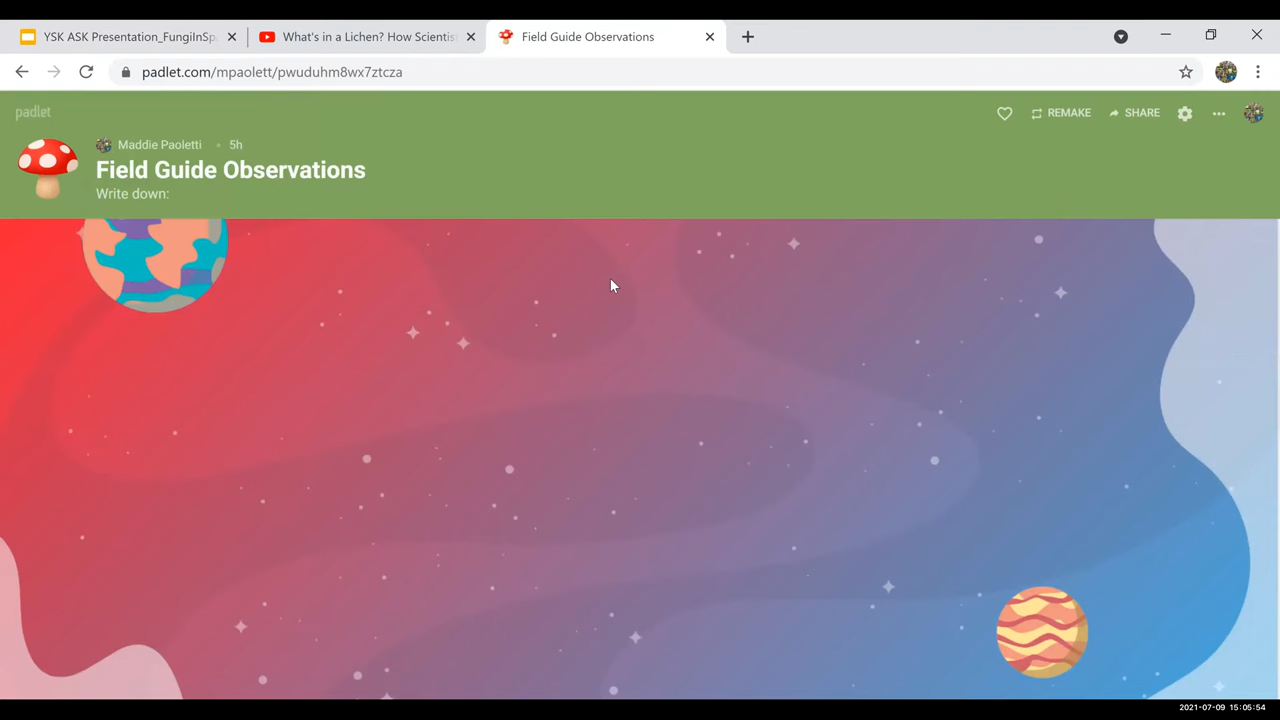 YSK ASK Presentation_FungiInSp
What's in a Lichen? How Scientis
Field Guide Observations
padlet.com/mpaolett/pwuduhm8wx7ztcza
padlet
REMAKE
SHARE
Maddie Paoletti • 5h
Field Guide Observations
Write down:
2021-07-09 15:05:54